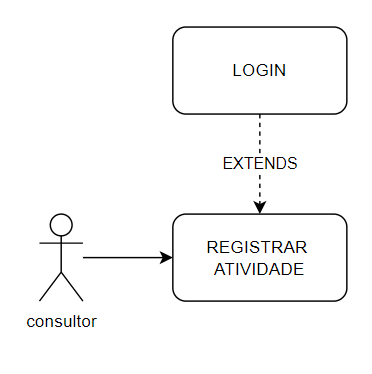 LOGIN
EXTENDS
REGISTRAR
ATIVIDADE
consultor